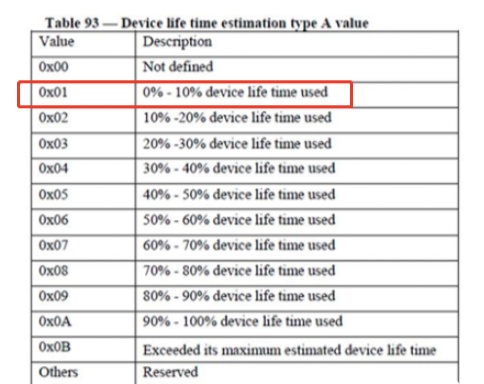 Table 93 — Device life time estimation type A value
Value Description
0x00 Not defined
0x01 0% - 10% device life time used
0x02 10% -20% device life time used
0x03 20% -30% device life time used
0x04 30% - 40% device life time used
0x05 40% - 50% device life time used
0x06 50% - 60% device life time used
0x07 60% - 70% device life time used
0x08 70% - 80% device life time used
0x09 80% - 90% device life time used
0x0A 90% - 100% device life time used
0x0B Exceeded its maximum estimated device life time
Others Reserved